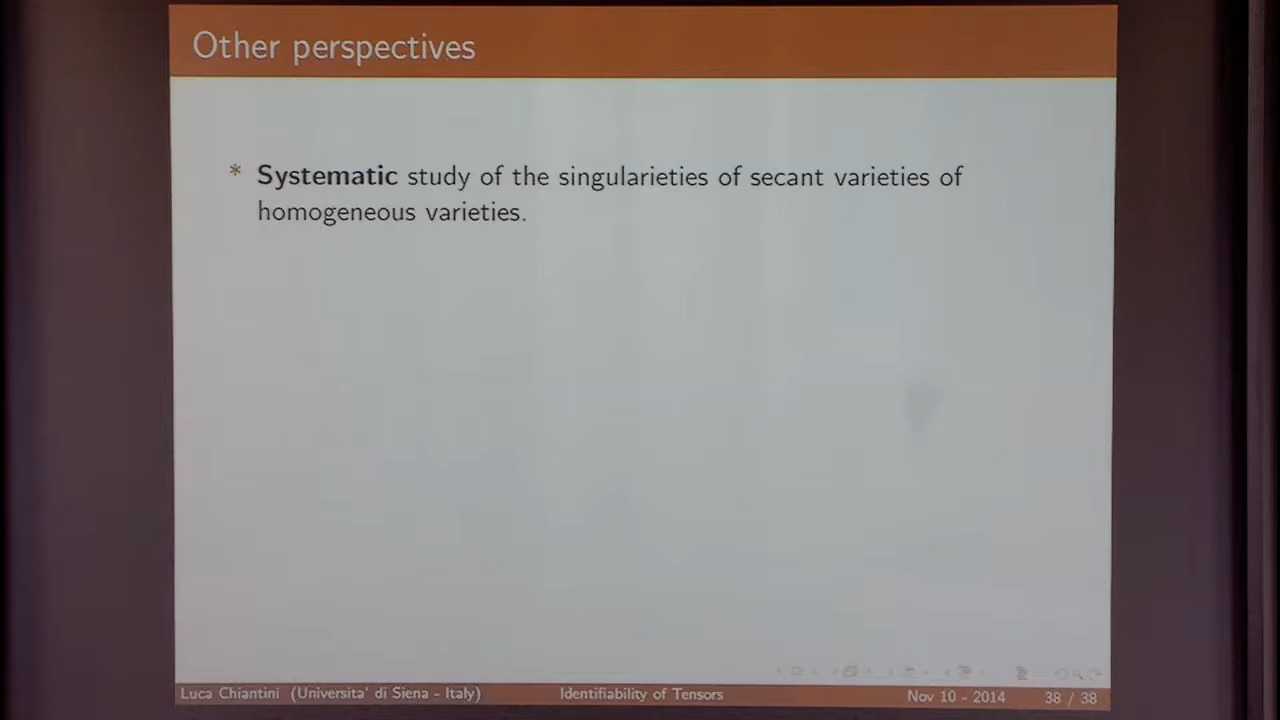 Other perspectives
* Systematic study of the singularieties of secant varieties of
homogeneous varieties.
Luca Chiantini (Universita' di Siena - Italy) Identifiability of Tensors Nov 10 - 2014 38 / 38